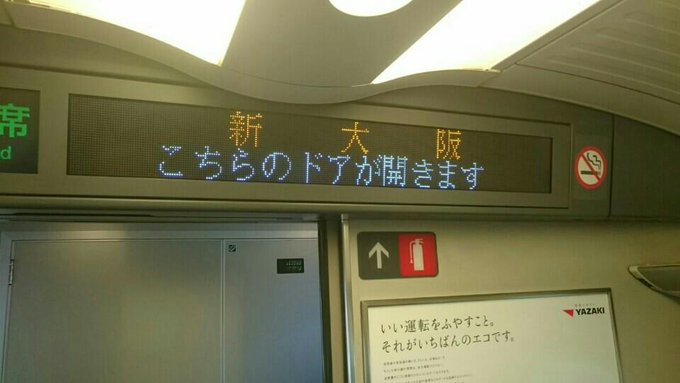 新大阪
こちらのドアが開きます
席
d
YAZAKI
いい運転をふやすこと。
それがいちばんのエコです。